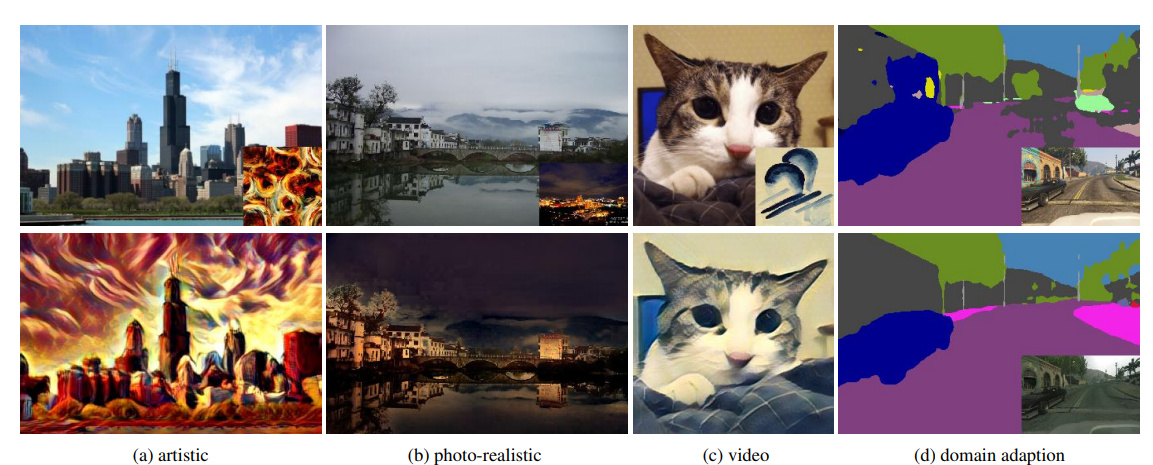 (a) artistic
(b) photo-realistic
(c) video
(d) domain adaption